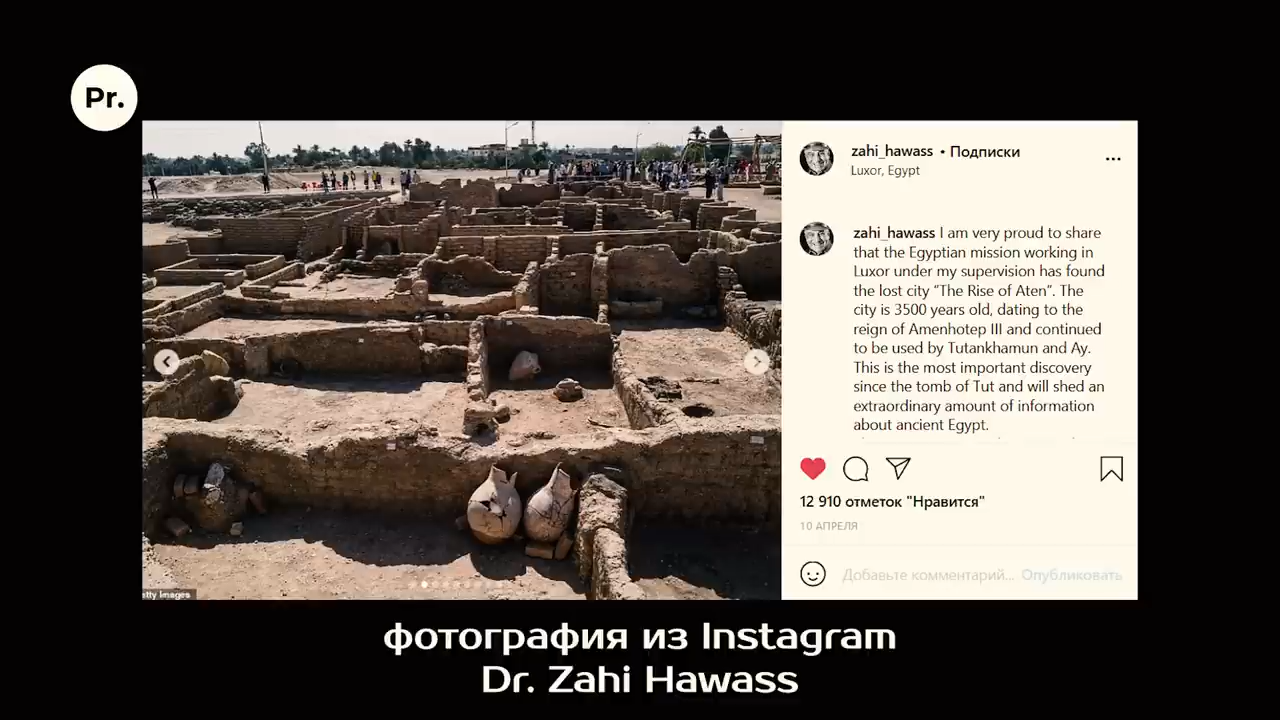 Pr.
zahi_hawass • Подписки
Luxor, Egypt
...
zahi_hawass I am very proud to share
that the Egyptian mission working in
Luxor under my supervision has found
the lost city “The Rise of Aten”. The
city is 3500 years old, dating to the
reign of Amenhotep III and continued
to be used by Tutankhamun and Ay.
This is the most important discovery
since the tomb of Tut and will shed an
extraordinary amount of information
about ancient Egypt.
12 910 отметок "Нравится"
10 АПРЕЛЯ
Добавьте комментарий... Опубликовать
etty Images
фотография из Instagram
Dr. Zahi Hawass